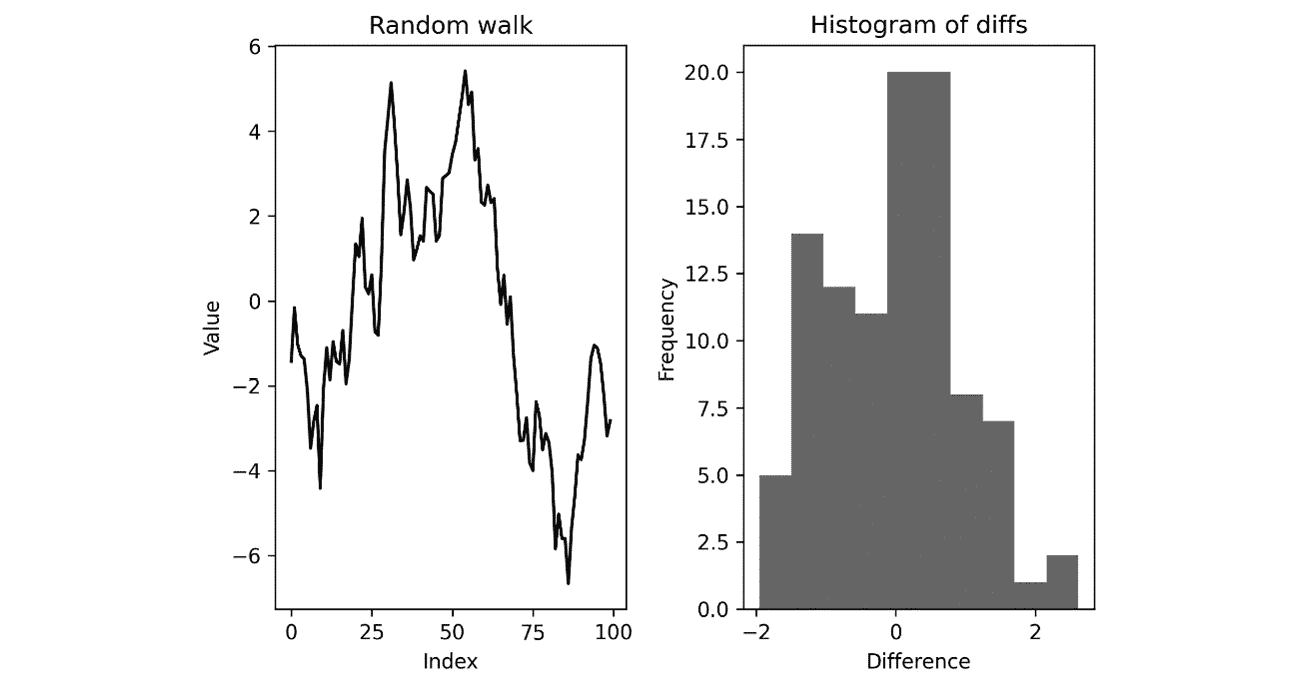 Random walk
6
4
2
0
−2
−4
−6
Value
0 25 50 75 100
Index
Histogram of diffs
20.0
17.5
15.0
12.5
10.0
7.5
5.0
2.5
0.0
Frequency
−2 0 2
Difference